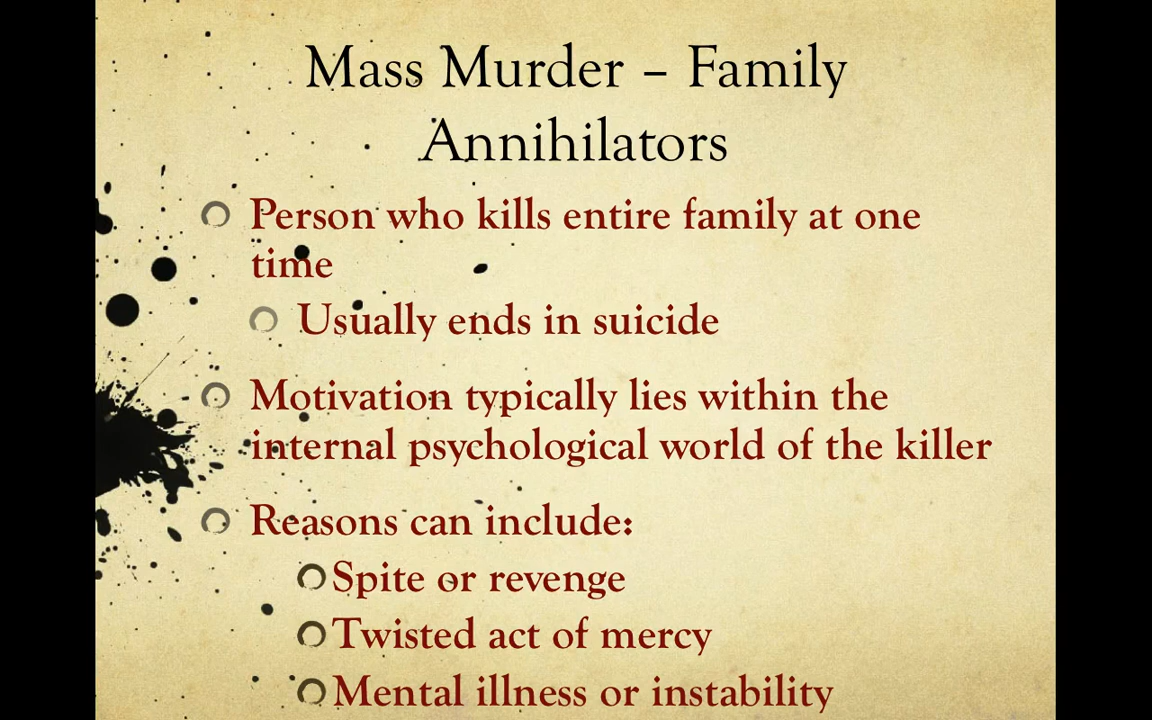 Mass Murder – Family
Annihilators
Person who kills entire family at one
time
Usually ends in suicide
Motivation typically lies within the
internal psychological world of the killer
Reasons can include:
Spite or revenge
Twisted act of mercy
Mental illness or instability